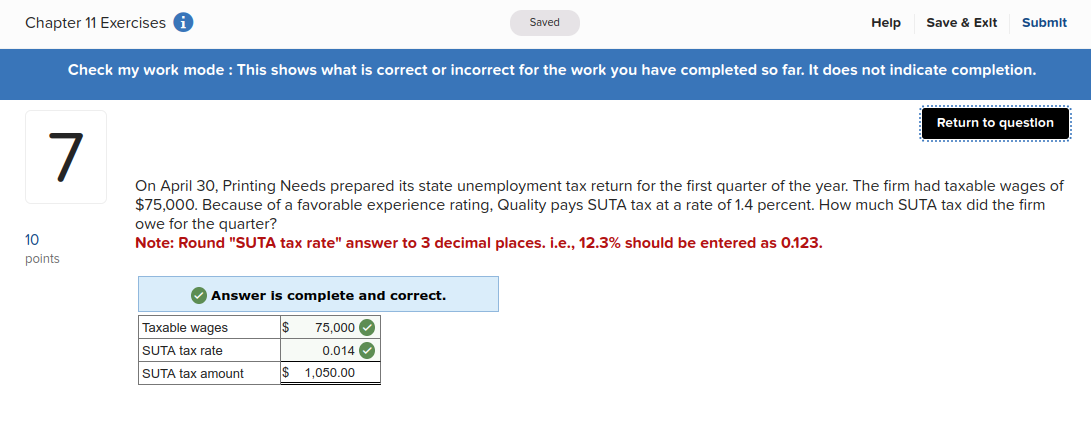 Chapter 11 Exercises i
Saved
Help Save & Exit Submit
Check my work mode : This shows what is correct or incorrect for the work you have completed so far. It does not indicate completion.
Return to question
7
10
points
On April 30, Printing Needs prepared its state unemployment tax return for the first quarter of the year. The firm had taxable wages of
$75,000. Because of a favorable experience rating, Quality pays SUTA tax at a rate of 1.4 percent. How much SUTA tax did the firm
owe for the quarter?
Note: Round "SUTA tax rate" answer to 3 decimal places. i.e., 12.3% should be entered as 0.123.
Answer is complete and correct.
Taxable wages $ 75,000
SUTA tax rate 0.014
SUTA tax amount $ 1,050.00